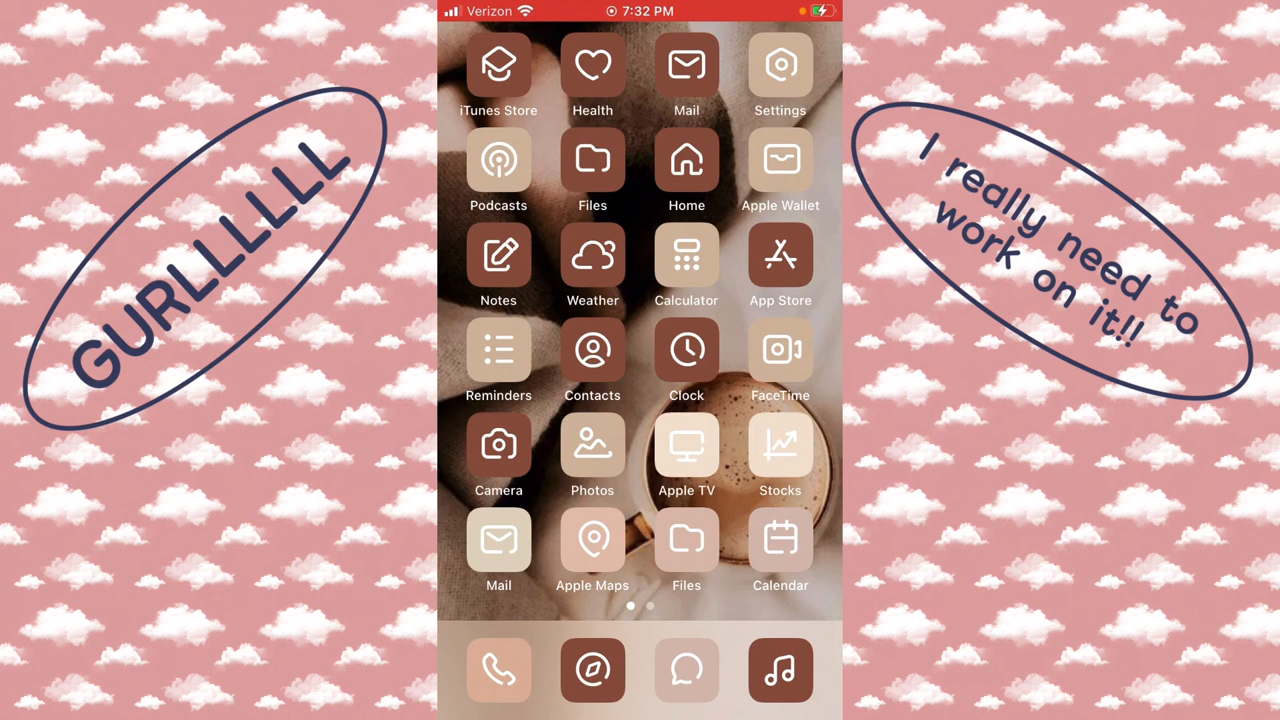 Verizon 7:32 PM
iTunes Store Health Mail Settings
Podcasts Files Home Apple Wallet
Notes Weather Calculator App Store
Reminders Contacts Clock FaceTime
Camera Photos Apple TV Stocks
Mail Apple Maps Files Calendar
GURLLLLLL
I really need to
work on it!!